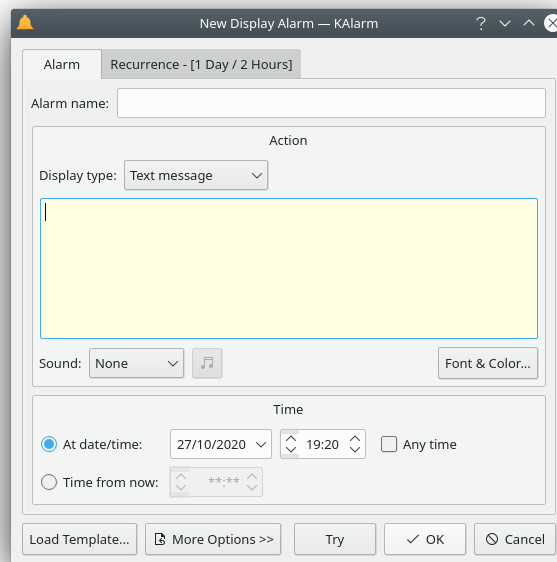 New Display Alarm — KAlarm
Alarm
Recurrence - [1 Day / 2 Hours]
Alarm name:
Action
Display type: Text message
Sound: None
Font & Color...
Time
At date/time: 27/10/2020 19:20 Any time
Time from now: **:**
Load Template... More Options >> Try OK Cancel